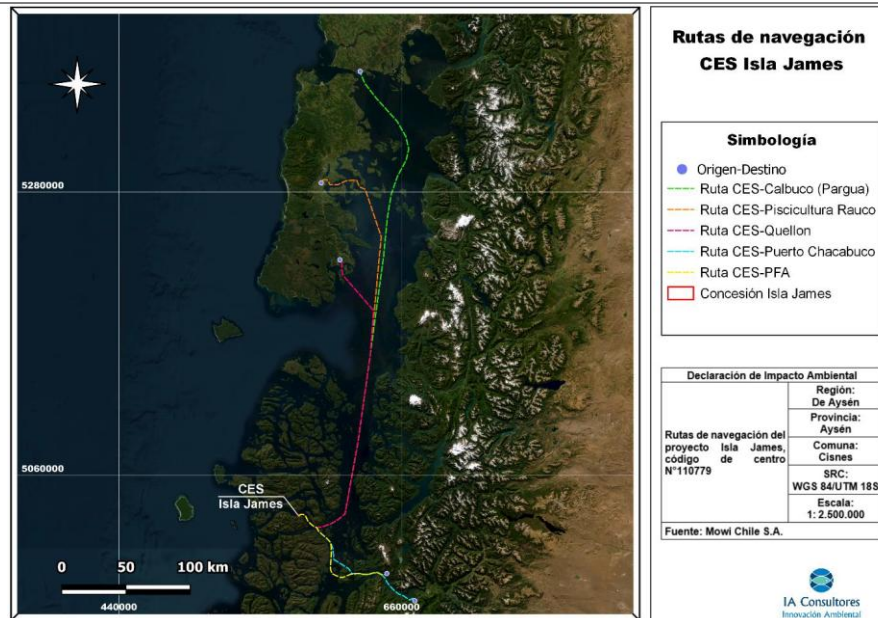 Rutas de navegación
CES Isla James
Simbología
Origen-Destino
Ruta CES-Calbuco (Pargua)
Ruta CES-Piscicultura Rauco
Ruta CES-Quellon
Ruta CES-Puerto Chacabuco
Ruta CES-PFA
Concesión Isla James
Declaración de Impacto Ambiental
Rutas de navegación del
proyecto Isla James,
código de centro
N°110779
Región:
De Aysén
Provincia:
Aysén
Comuna:
Cisnes
SRC:
WGS 84/UTM 18S
Escala:
1: 2.500.000
Fuente: Mowi Chile S.A.
IA Consultores
Innovación Ambiental
5280000
5060000
CES
Isla James
0 50 100 km
440000
660000